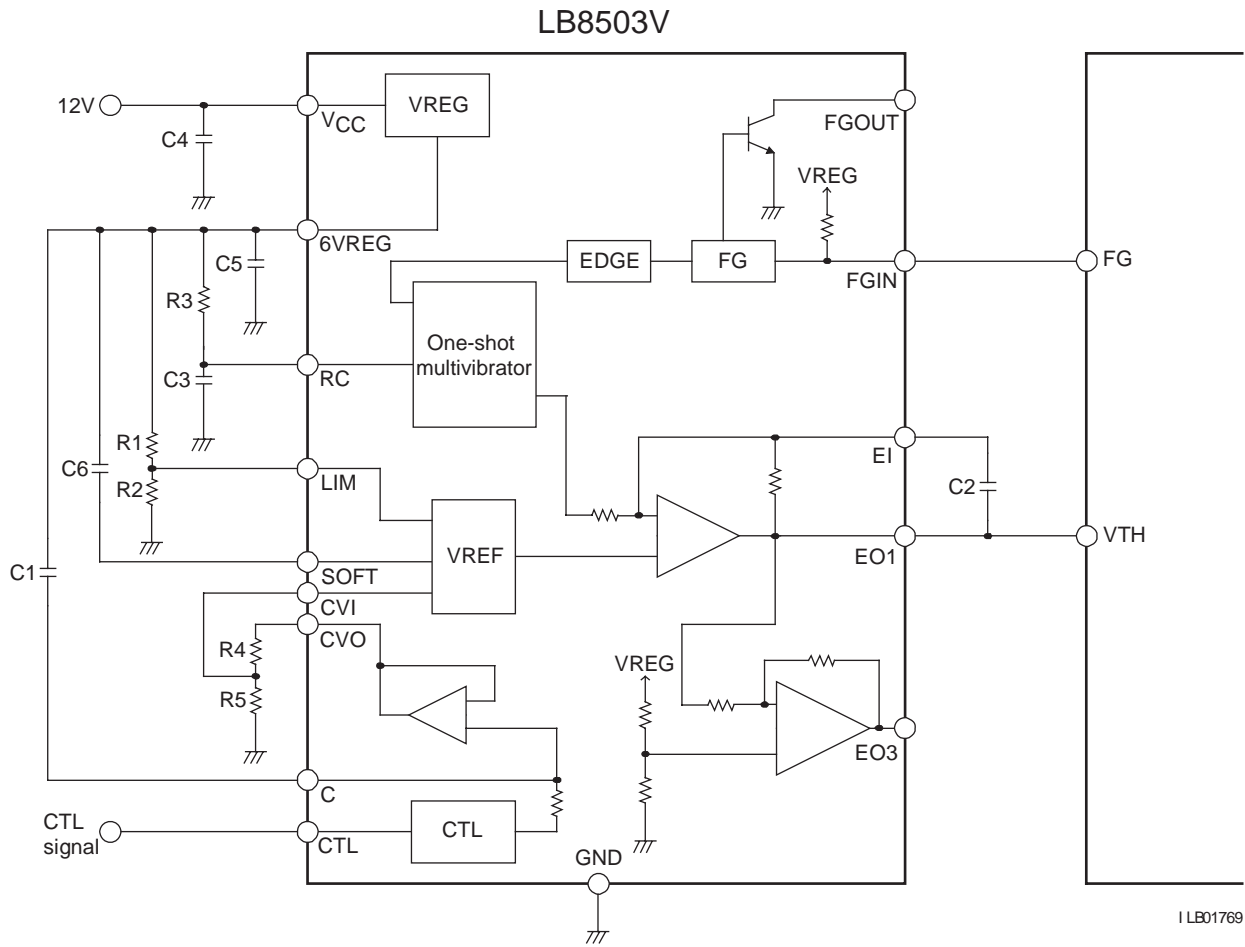 LB8503V
12V
VCC
VREG
C4
FGOUT
VREG
6VREG
C5
EDGE
FG
FGIN
FG
R3
One-shot
multivibrator
RC
C3
R1
C6
R2
LIM
EI
C2
VREF
EO1
VTH
C1
SOFT
CVI
CVO
R4
R5
VREG
EO3
C
CTL
signal
CTL
CTL
GND
ILB01769